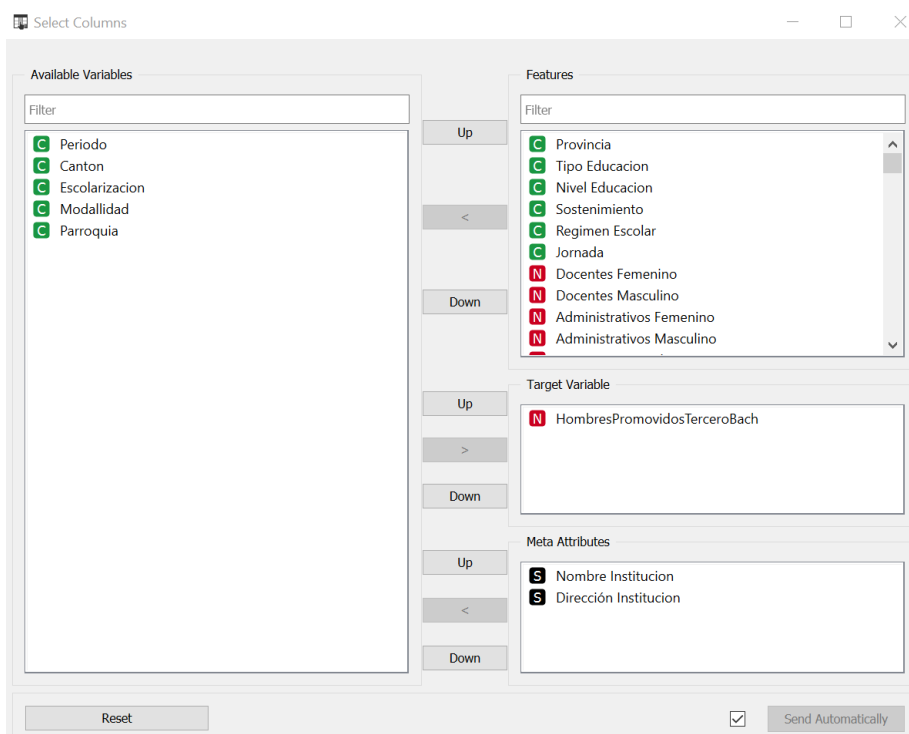 Select Columns
Available Variables
Filter
C Periodo
C Canton
C Escolarizacion
C Modallidad
C Parroquia
Up
<
Down
Up
>
Down
Up
<
Down
Features
Filter
C Provincia
C Tipo Educacion
C Nivel Educacion
C Sostenimiento
C Regimen Escolar
C Jornada
N Docentes Femenino
N Docentes Masculino
N Administrativos Femenino
N Administrativos Masculino
Target Variable
N HombresPromovidosTerceroBach
Meta Attributes
S Nombre Institucion
S Dirección Institucion
Reset
Send Automatically